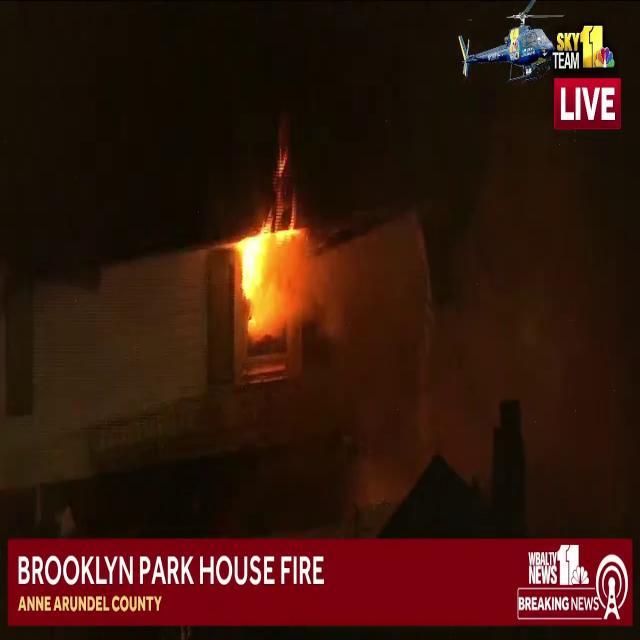 SKY
TEAM 11
LIVE
BROOKLYN PARK HOUSE FIRE
ANNE ARUNDEL COUNTY
WBALTV
NEWS 11
BREAKING NEWS